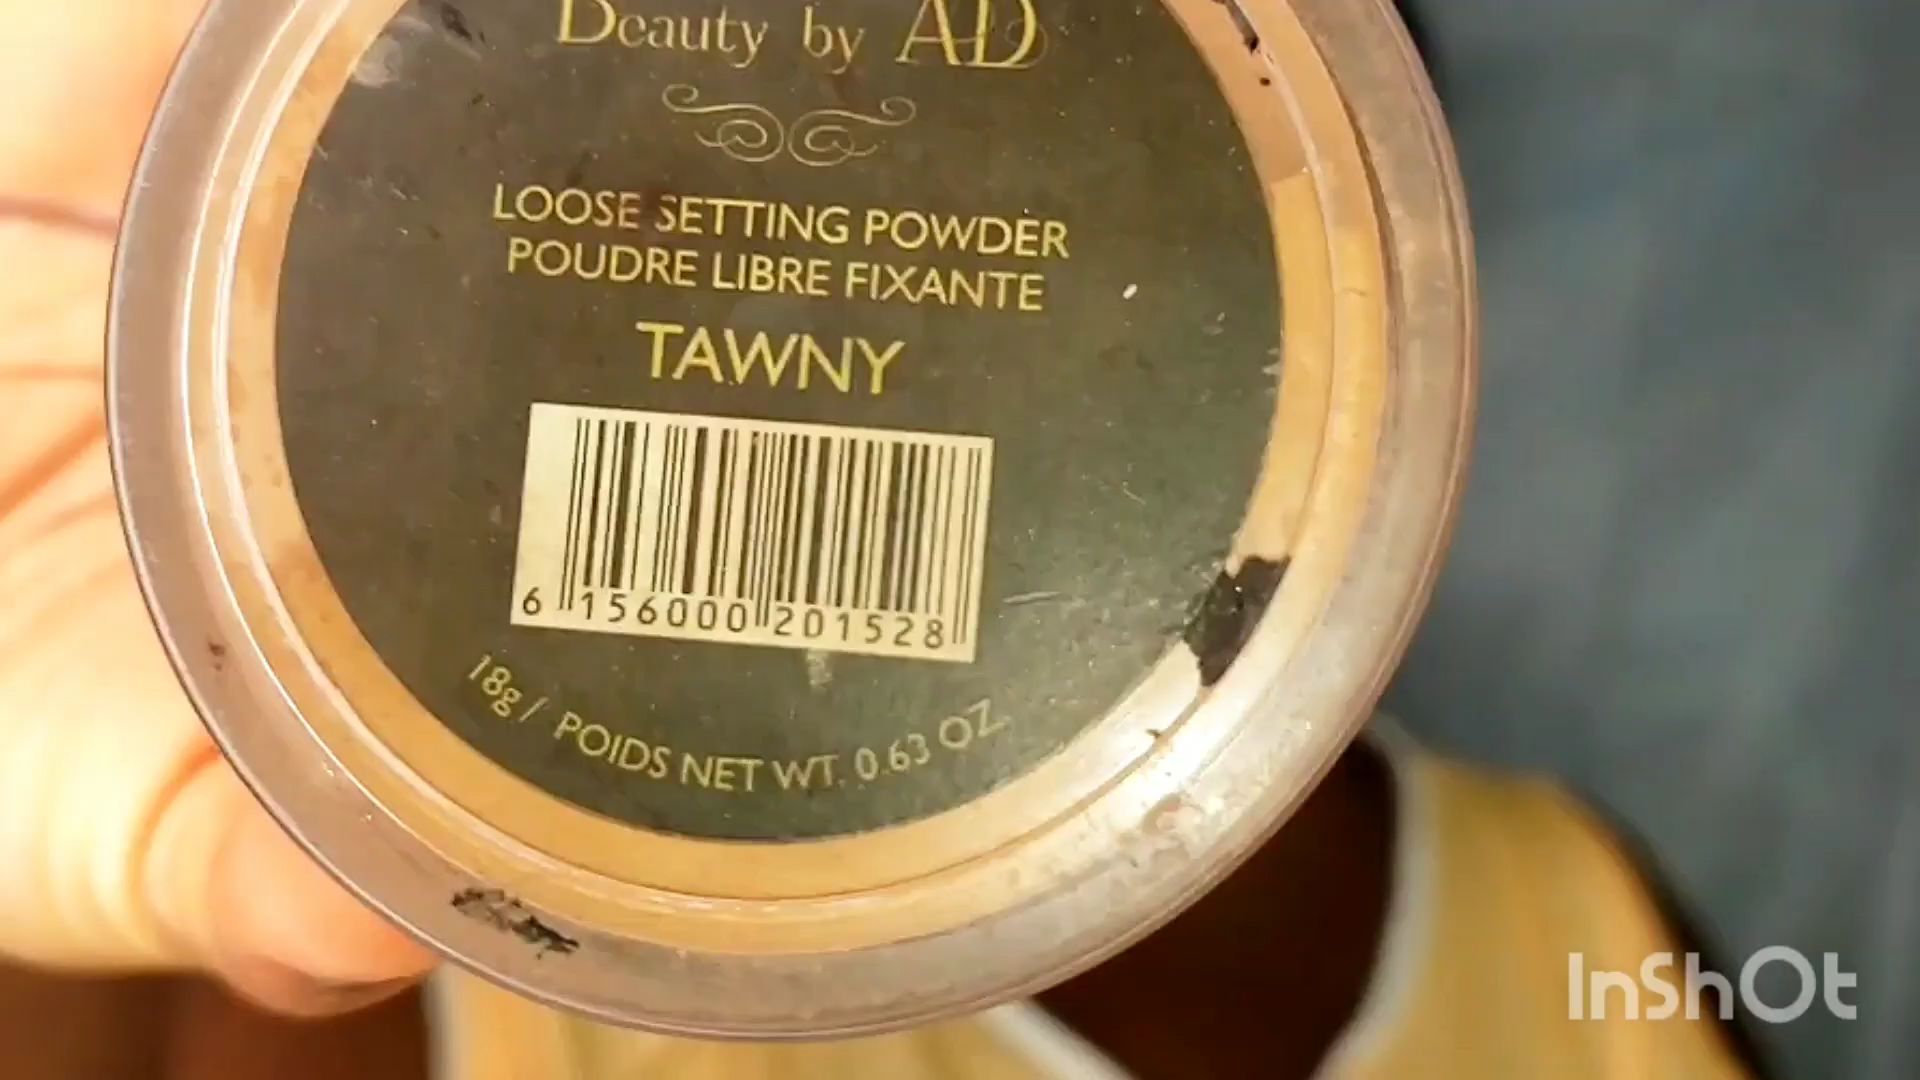 Beauty by AD
LOOSE SETTING POWDER
POUDRE LIBRE FIXANTE
TAWNY
6 156000 201528
18g / POIDS NET WT. 0.63 OZ
InShOt